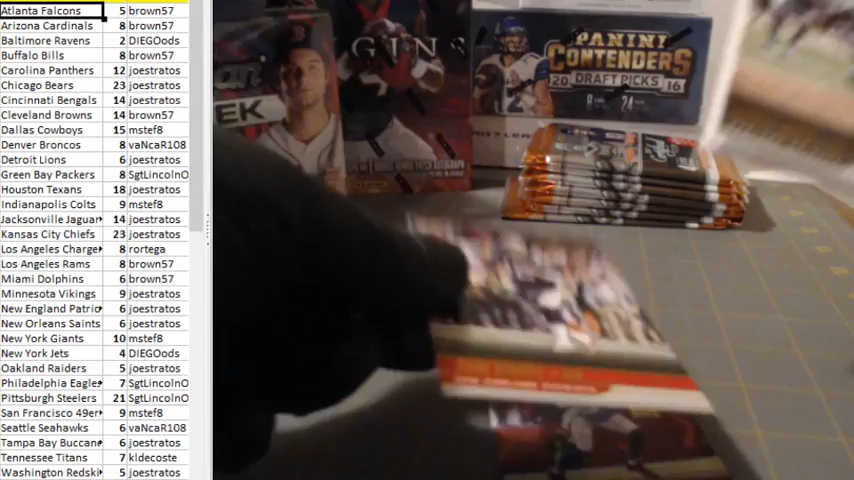 Atlanta Falcons 5 brown57
Arizona Cardinals 8 brown57
Baltimore Ravens 2 DIEGOods
Buffalo Bills 8 brown57
Carolina Panthers 12 joestratos
Chicago Bears 23 joestratos
Cincinnati Bengals 14 joestratos
Cleveland Browns 14 brown57
Dallas Cowboys 15 mstef8
Denver Broncos 8 vaNcaR108
Detroit Lions 6 joestratos
Green Bay Packers 8 SgtLincolnO
Houston Texans 18 joestratos
Indianapolis Colts 9 mstef8
Jacksonville Jaguar 14 joestratos
Kansas City Chiefs 23 joestratos
Los Angeles Charge 8 rortega
Los Angeles Rams 8 brown57
Miami Dolphins 6 brown57
Minnesota Vikings 9 joestratos
New England Patrio 6 joestratos
New Orleans Saints 6 joestratos
New York Giants 10 mstef8
New York Jets 4 DIEGOods
Oakland Raiders 5 joestratos
Philadelphia Eagle 7 SgtLincolnO
Pittsburgh Steelers 21 SgtLincolnO
San Francisco 49er 9 mstef8
Seattle Seahawks 6 vaNcaR108
Tampa Bay Buccan 6 joestratos
Tennessee Titans 7 kldecoste
Washington Redski 5 joestratos
PANINI
CONTENDERS
20 DRAFT PICKS 16
24